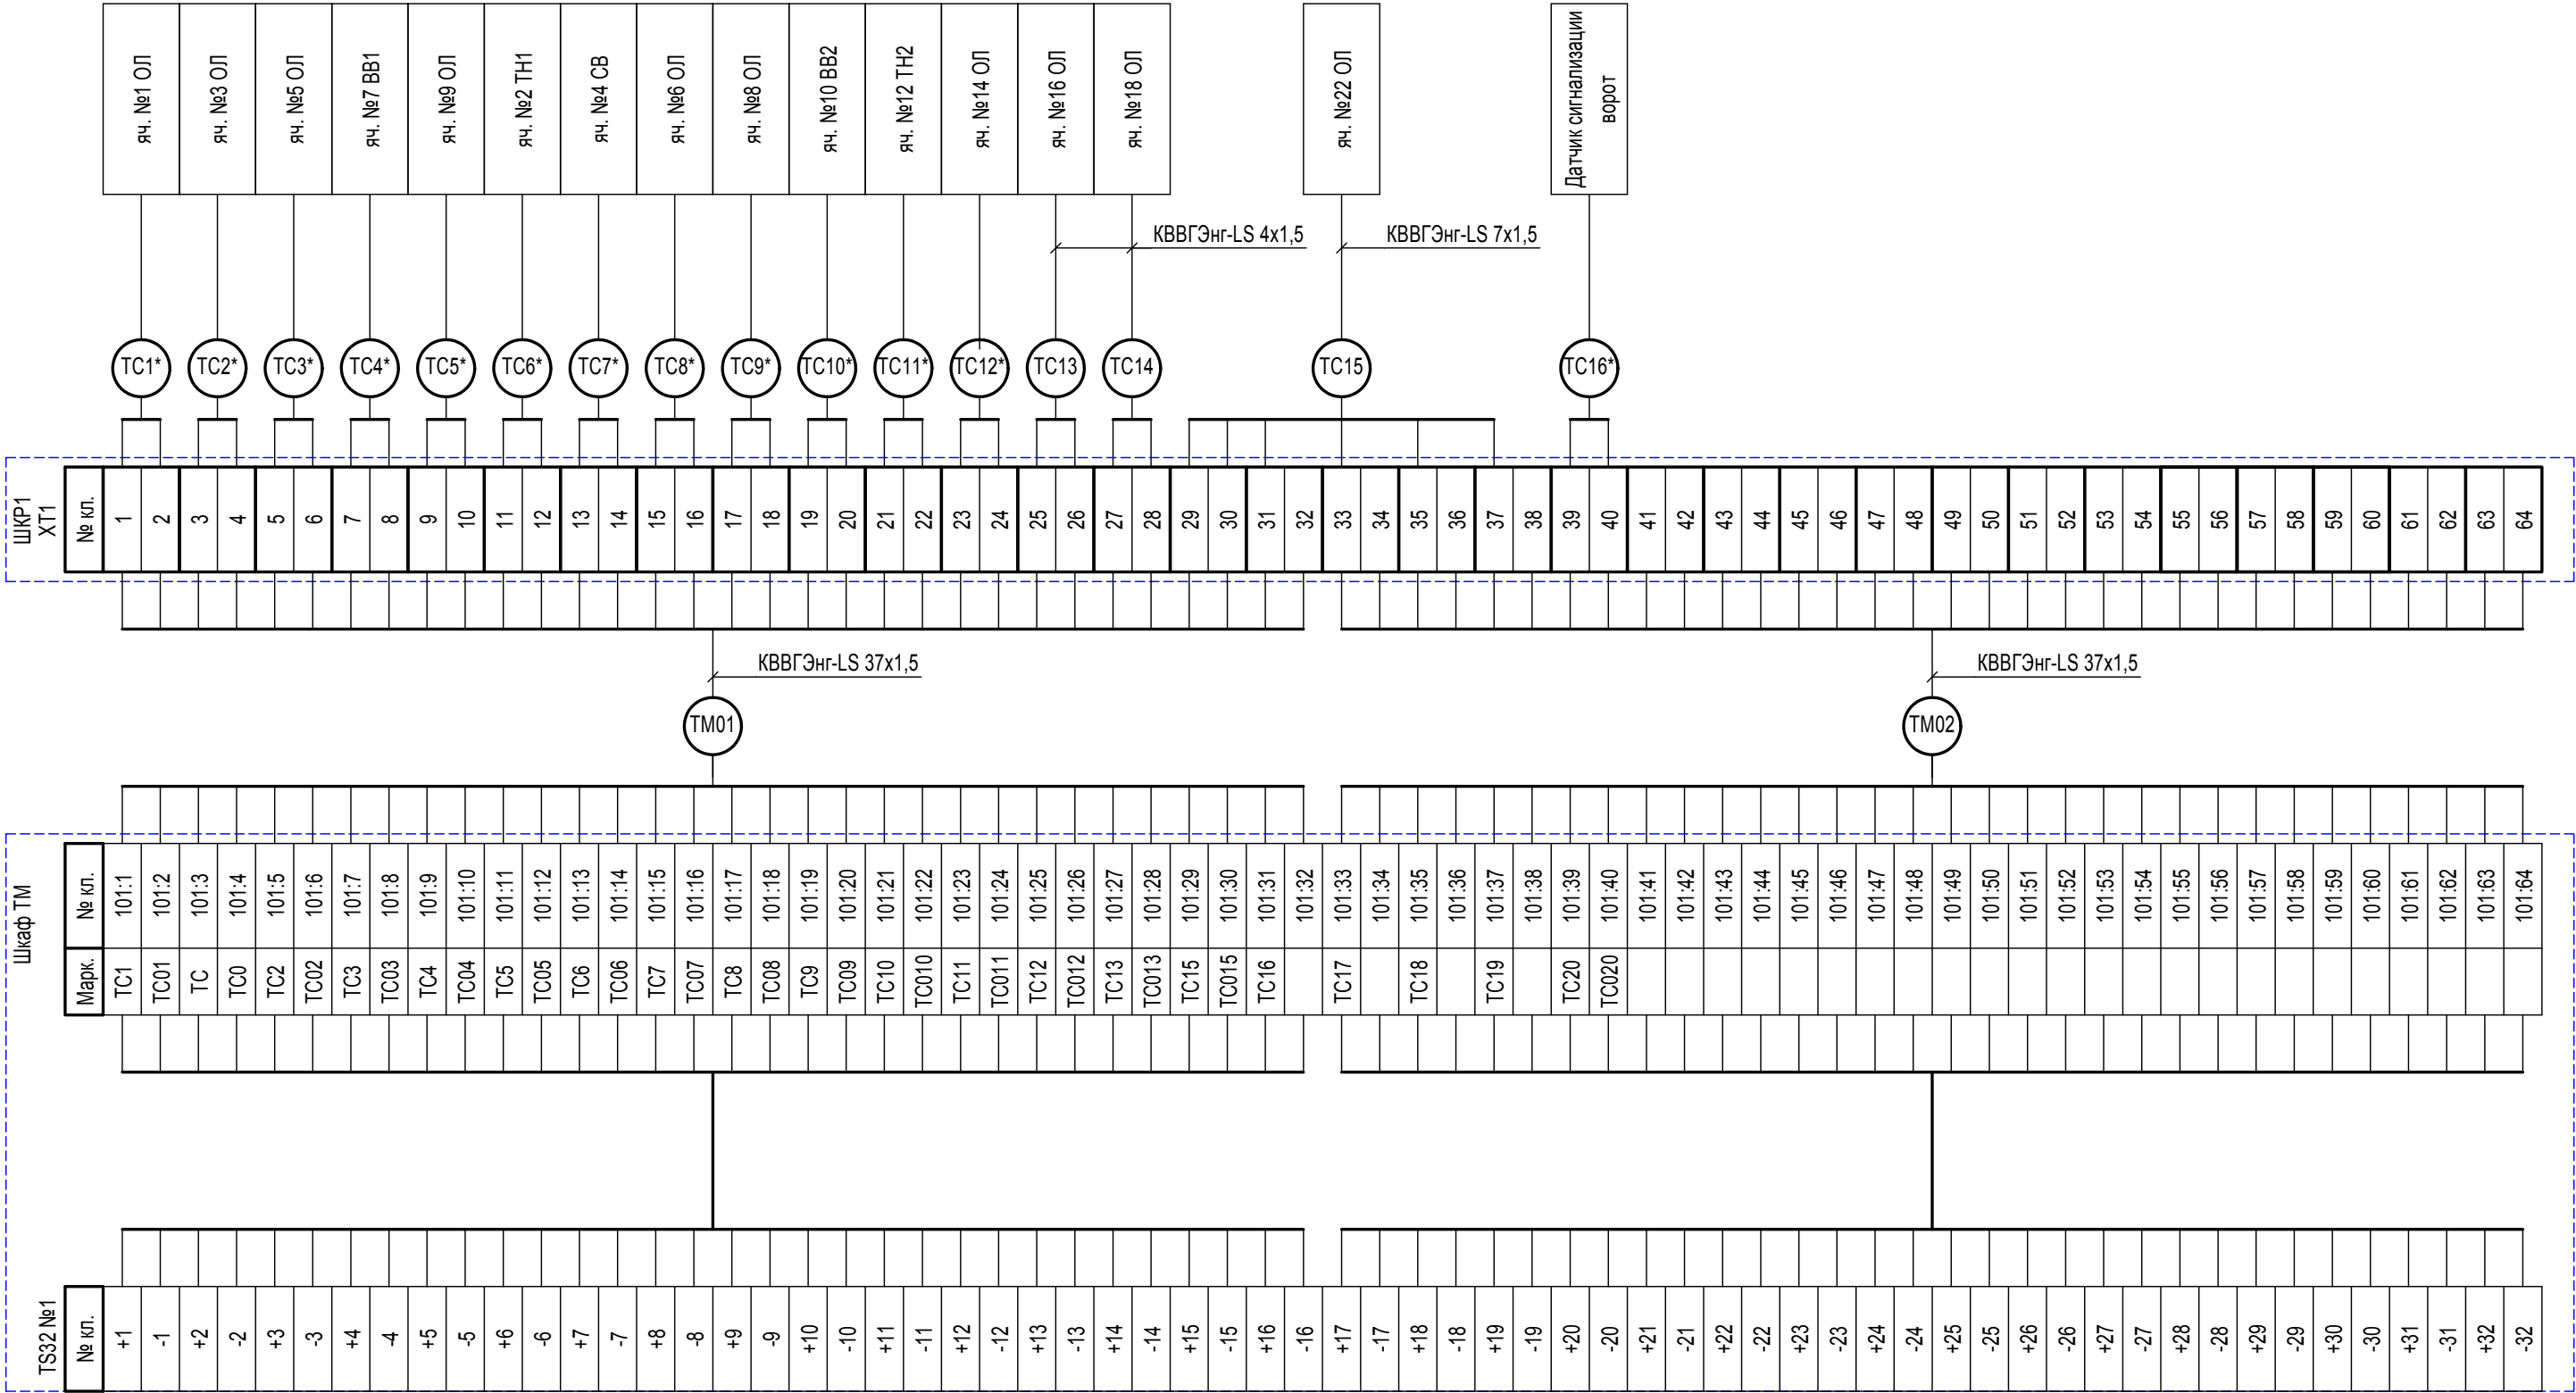 яч. №1 ОЛ
яч. №3 ОЛ
яч. №5 ОЛ
яч. №7 ВВ1
яч. №9 ОЛ
яч. №2 ТН1
яч. №4 СВ
яч. №6 ОЛ
яч. №8 ОЛ
яч. №10 ВВ2
яч. №12 ТН2
яч. №14 ОЛ
яч. №16 ОЛ
яч. №18 ОЛ
яч. №22 ОЛ
Датчик сигнализации
ворот
КВВГЭнг-LS 4х1,5
КВВГЭнг-LS 7х1,5
ТС1* ТС2* ТС3* ТС4* ТС5* ТС6* ТС7* ТС8* ТС9* ТС10* ТС11* ТС12* ТС13 ТС14 ТС15 ТС16*
ШКР1
ХТ1
№ кл. 1 2 3 4 5 6 7 8 9 10 11 12 13 14 15 16 17 18 19 20 21 22 23 24 25 26 27 28 29 30 31 32 33 34 35 36 37 38 39 40 41 42 43 44 45 46 47 48 49 50 51 52 53 54 55 56 57 58 59 60 61 62 63 64
КВВГЭнг-LS 37х1,5
КВВГЭнг-LS 37х1,5
ТМ01 ТМ02
Шкаф ТМ
№ кл. 101:1 101:2 101:3 101:4 101:5 101:6 101:7 101:8 101:9 101:10 101:11 101:12 101:13 101:14 101:15 101:16 101:17 101:18 101:19 101:20 101:21 101:22 101:23 101:24 101:25 101:26 101:27 101:28 101:29 101:30 101:31 101:32 101:33 101:34 101:35 101:36 101:37 101:38 101:39 101:40 101:41 101:42 101:43 101:44 101:45 101:46 101:47 101:48 101:49 101:50 101:51 101:52 101:53 101:54 101:55 101:56 101:57 101:58 101:59 101:60 101:61 101:62 101:63 101:64
Марк. ТС1 ТС01 ТС ТС0 ТС2 ТС02 ТС3 ТС03 ТС4 ТС04 ТС5 ТС05 ТС6 ТС06 ТС7 ТС07 ТС8 ТС08 ТС9 ТС09 ТС10 ТС010 ТС11 ТС011 ТС12 ТС012 ТС13 ТС013 ТС15 ТС015 ТС16 ТС17 ТС18 ТС19 ТС20 ТС020
TS32 №1
№ кл. +1 -1 +2 -2 +3 -3 +4 -4 +5 -5 +6 -6 +7 -7 +8 -8 +9 -9 +10 -10 +11 -11 +12 -12 +13 -13 +14 -14 +15 -15 +16 -16 +17 -17 +18 -18 +19 -19 +20 -20 +21 -21 +22 -22 +23 -23 +24 -24 +25 -25 +26 -26 +27 -27 +28 -28 +29 -29 +30 -30 +31 -31 +32 -32